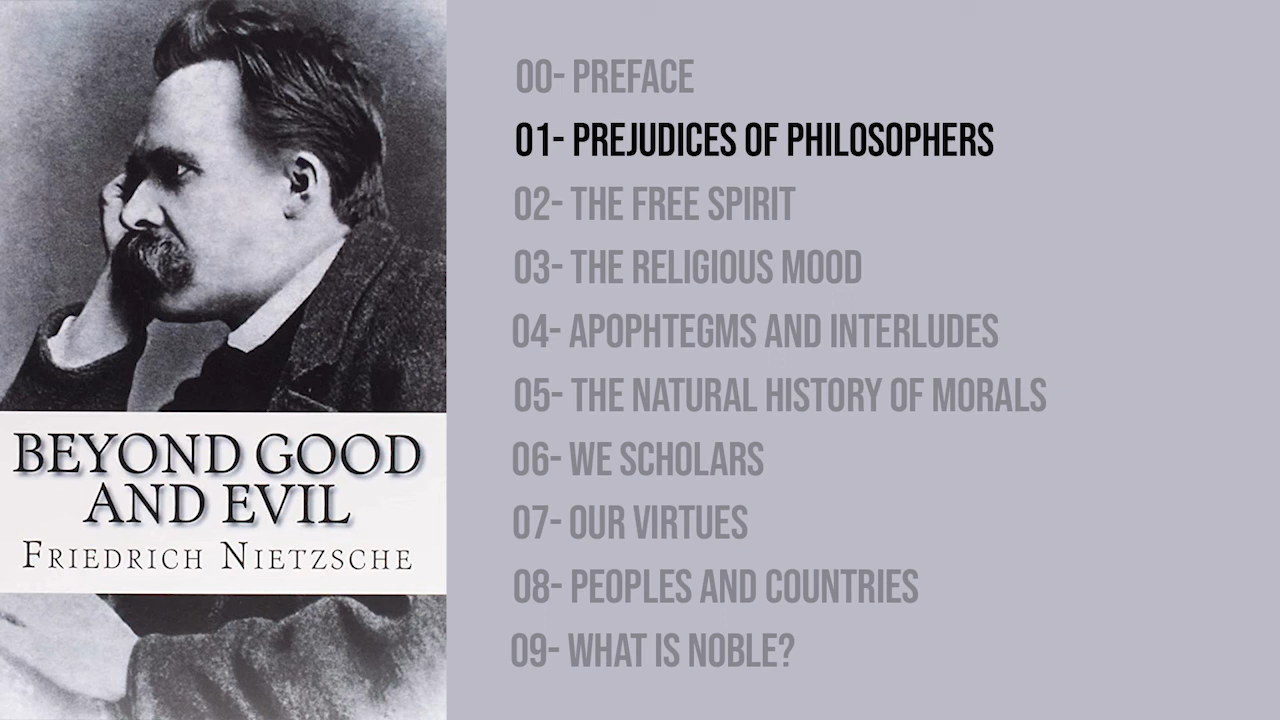 BEYOND GOOD
AND EVIL
FRIEDRICH NIETZSCHE
00- PREFACE
01- PREJUDICES OF PHILOSOPHERS
02- THE FREE SPIRIT
03- THE RELIGIOUS MOOD
04- APOPHTEGMS AND INTERLUDES
05- THE NATURAL HISTORY OF MORALS
06- WE SCHOLARS
07- OUR VIRTUES
08- PEOPLES AND COUNTRIES
09- WHAT IS NOBLE?